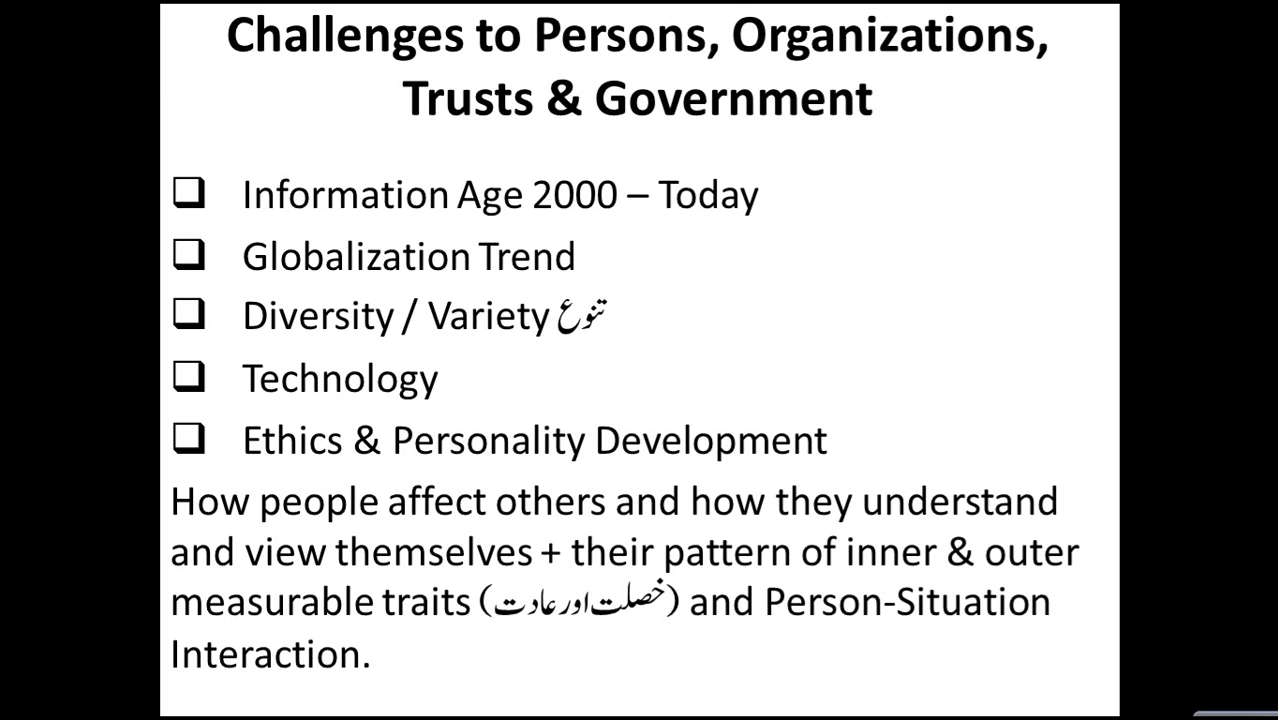 Challenges to Persons, Organizations,
Trusts & Government
❑ Information Age 2000 – Today
❑ Globalization Trend
❑ Diversity / Variety تنوع
❑ Technology
❑ Ethics & Personality Development
How people affect others and how they understand
and view themselves + their pattern of inner & outer
measurable traits (خصلت اور عادت) and Person-Situation
Interaction.